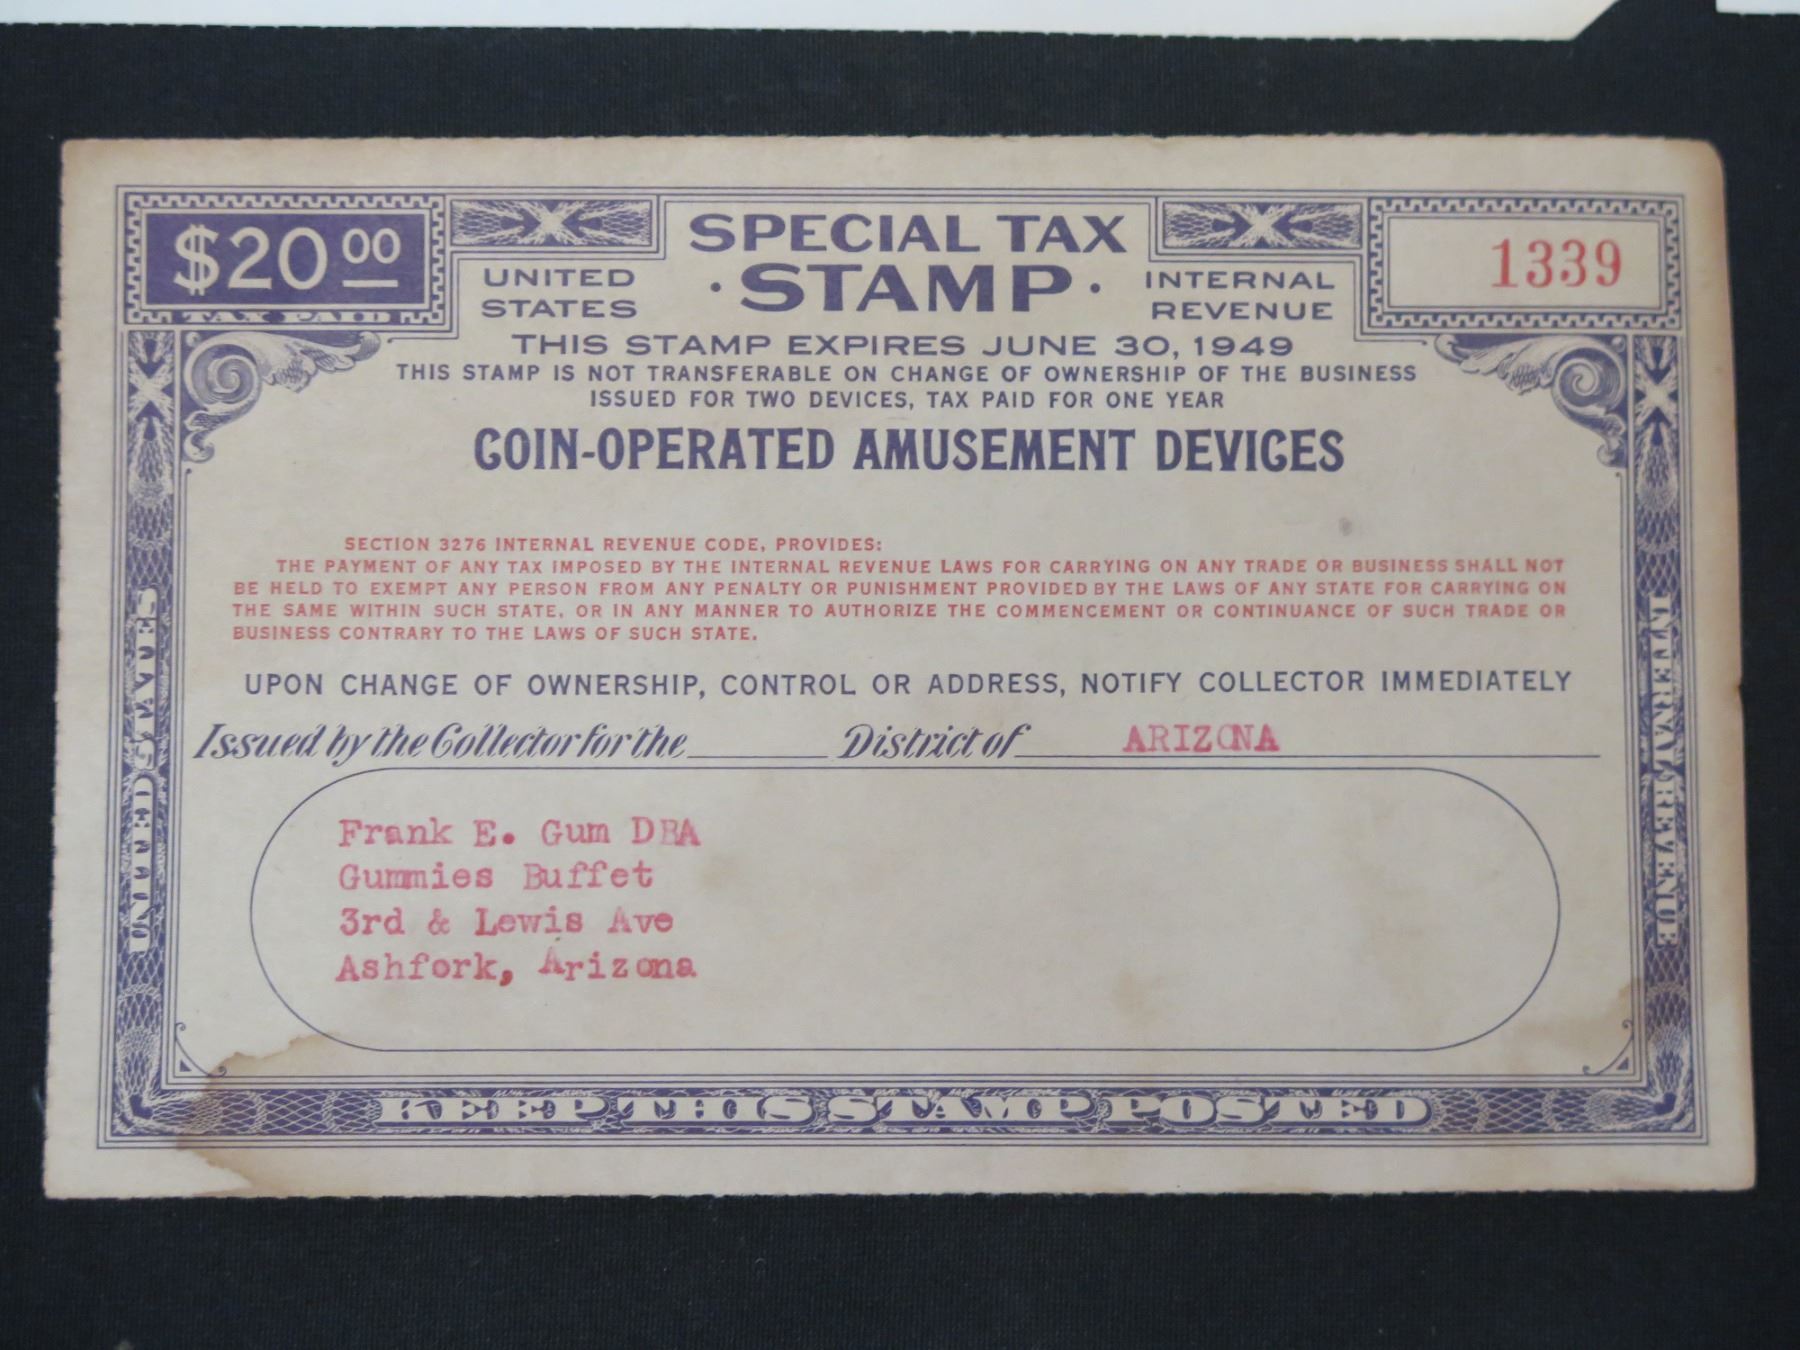 $20 00
TAX PAID
UNITED
STATES
SPECIAL TAX
· STAMP ·
INTERNAL
REVENUE
1339
THIS STAMP EXPIRES JUNE 30, 1949
THIS STAMP IS NOT TRANSFERABLE ON CHANGE OF OWNERSHIP OF THE BUSINESS
ISSUED FOR TWO DEVICES, TAX PAID FOR ONE YEAR
COIN-OPERATED AMUSEMENT DEVICES
SECTION 3276 INTERNAL REVENUE CODE, PROVIDES:
THE PAYMENT OF ANY TAX IMPOSED BY THE INTERNAL REVENUE LAWS FOR CARRYING ON ANY TRADE OR BUSINESS SHALL NOT
BE HELD TO EXEMPT ANY PERSON FROM ANY PENALTY OR PUNISHMENT PROVIDED BY THE LAWS OF ANY STATE FOR CARRYING ON
THE SAME WITHIN SUCH STATE, OR IN ANY MANNER TO AUTHORIZE THE COMMENCEMENT OR CONTINUANCE OF SUCH TRADE OR
BUSINESS CONTRARY TO THE LAWS OF SUCH STATE.
UPON CHANGE OF OWNERSHIP, CONTROL OR ADDRESS, NOTIFY COLLECTOR IMMEDIATELY
Issued by the Collector for the District of ARIZONA
Frank E. Gum DBA
Gummies Buffet
3rd & Lewis Ave
Ashfork, Arizona
UNITED STATES
INTERNAL REVENUE
KEEP THIS STAMP POSTED